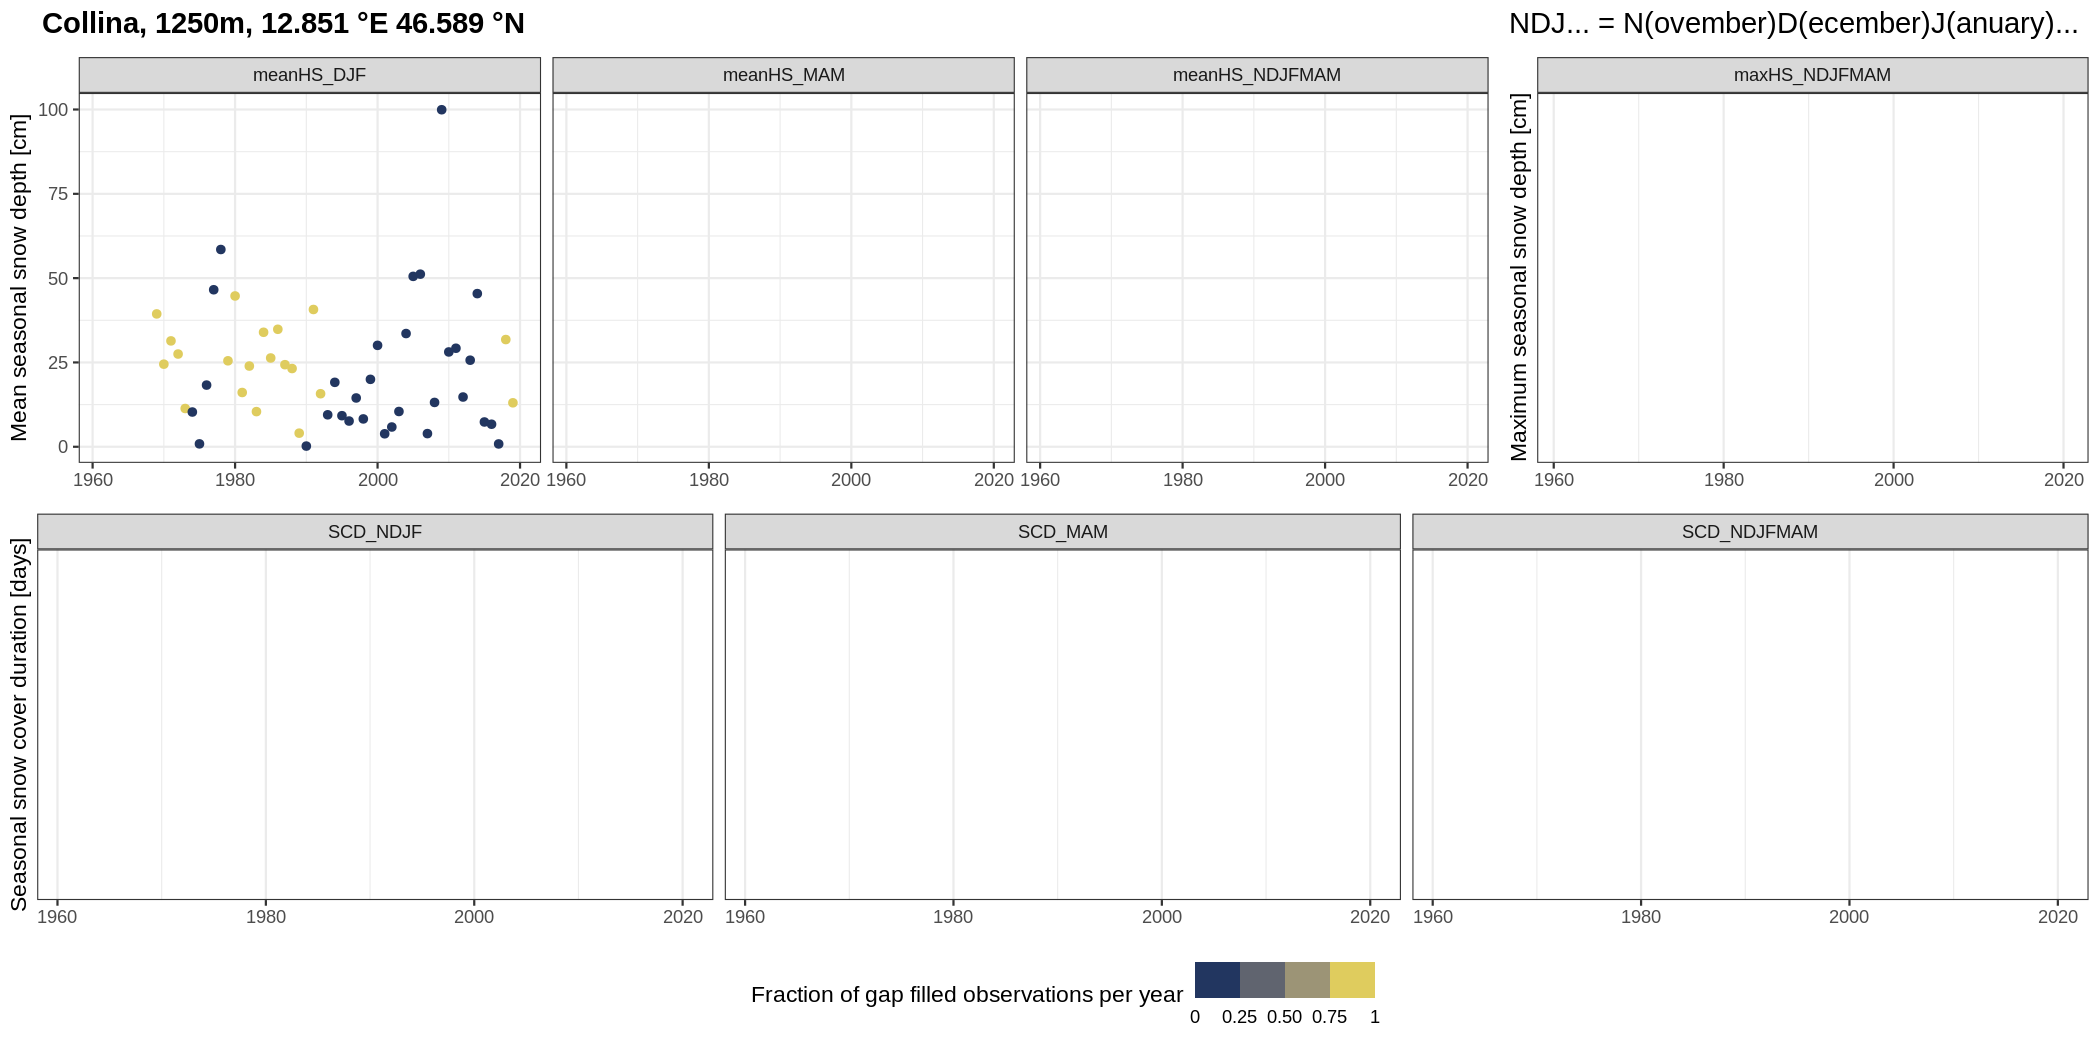 Collina, 1250m, 12.851 °E 46.589 °N
NDJ... = N(ovember)D(ecember)J(anuary)...
meanHS_DJF
meanHS_MAM
meanHS_NDJFMAM
maxHS_NDJFMAM
Mean seasonal snow depth [cm]
100
75
50
25
0
Maximum seasonal snow depth [cm]
1960 1980 2000 2020
1960 1980 2000 2020
1960 1980 2000 2020
1960 1980 2000 2020
SCD_NDJF
SCD_MAM
SCD_NDJFMAM
Seasonal snow cover duration [days]
1960 1980 2000 2020
1960 1980 2000 2020
1960 1980 2000 2020
Fraction of gap filled observations per year
0 0.25 0.50 0.75 1